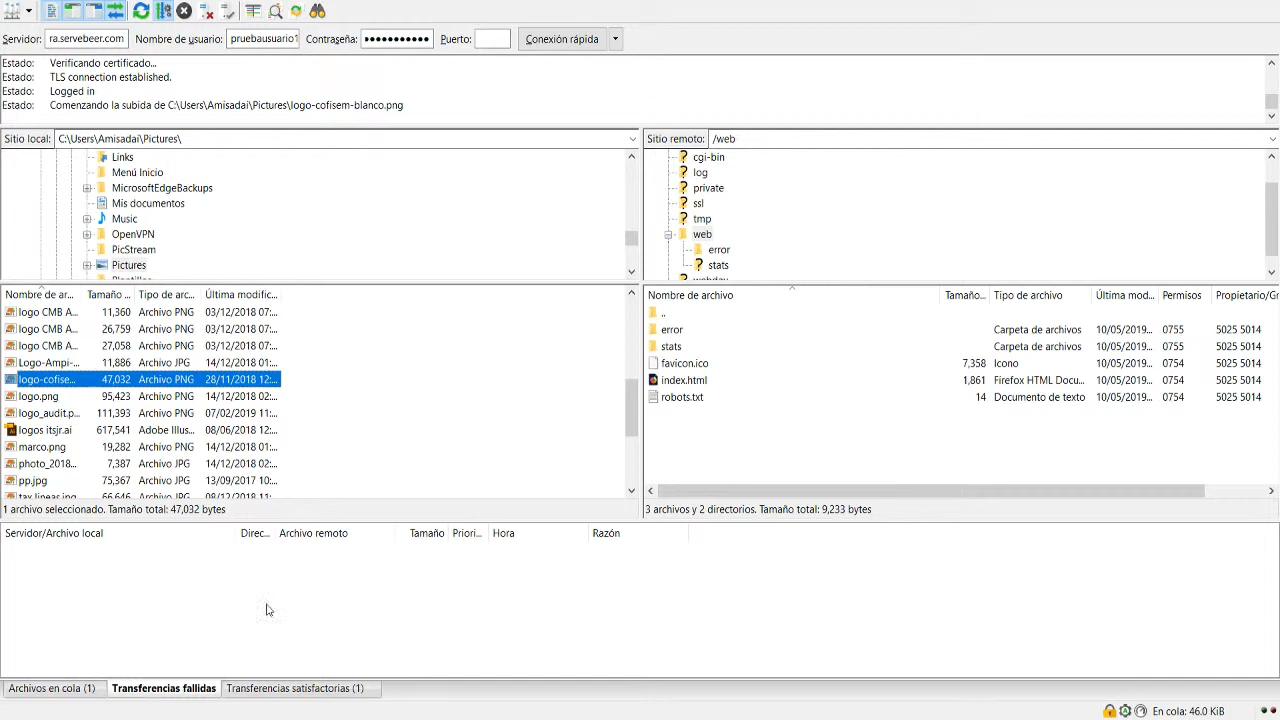 Servidor: ra.servebeer.com Nombre de usuario: pruebausuario1 Contraseña: ●●●●●●●●●●● Puerto: Conexión rápida
Estado: Verificando certificado...
Estado: TLS connection established.
Estado: Logged in
Estado: Comenzando la subida de C:\Users\Amisadai\Pictures\logo-cofisem-blanco.png
Sitio local: C:\Users\Amisadai\Pictures\
Links
Menú Inicio
MicrosoftEdgeBackups
Mis documentos
Music
OpenVPN
PicStream
Pictures
Sitio remoto: /web
cgi-bin
log
private
ssl
tmp
web
error
stats
Nombre de ar... Tamaño ... Tipo de arc... Última modific...
logo CMB A... 11,360 Archivo PNG 03/12/2018 07:...
logo CMB A... 26,759 Archivo PNG 03/12/2018 07:...
logo CMB A... 27,058 Archivo PNG 03/12/2018 07:...
Logo-Ampi-... 11,886 Archivo JPG 14/12/2018 01:...
logo-cofise... 47,032 Archivo PNG 28/11/2018 12:...
logo.png 95,423 Archivo PNG 14/12/2018 02:...
logo_audit.p... 111,393 Archivo PNG 07/02/2019 11:...
logos itsjr.ai 617,541 Adobe Illus... 08/06/2018 12:...
marco.png 19,282 Archivo PNG 14/12/2018 01:...
photo_2018... 7,387 Archivo JPG 14/12/2018 02:...
pp.jpg 75,367 Archivo JPG 13/09/2017 10:...
tax lineas.jpg 66,646 Archivo JPG 08/12/2018 11:...
1 archivo seleccionado. Tamaño total: 47,032 bytes
Nombre de archivo Tamaño... Tipo de archivo Última mod... Permisos Propietario/Gr
..
error Carpeta de archivos 10/05/2019... 0755 5025 5014
stats Carpeta de archivos 10/05/2019... 0755 5025 5014
favicon.ico 7,358 Icono 10/05/2019... 0754 5025 5014
index.html 1,861 Firefox HTML Docu... 10/05/2019... 0754 5025 5014
robots.txt 14 Documento de texto 10/05/2019... 0754 5025 5014
3 archivos y 2 directorios. Tamaño total: 9,233 bytes
Servidor/Archivo local Direc... Archivo remoto Tamaño Priori... Hora Razón
Archivos en cola (1) Transferencias fallidas Transferencias satisfactorias (1)
En cola: 46.0 KiB